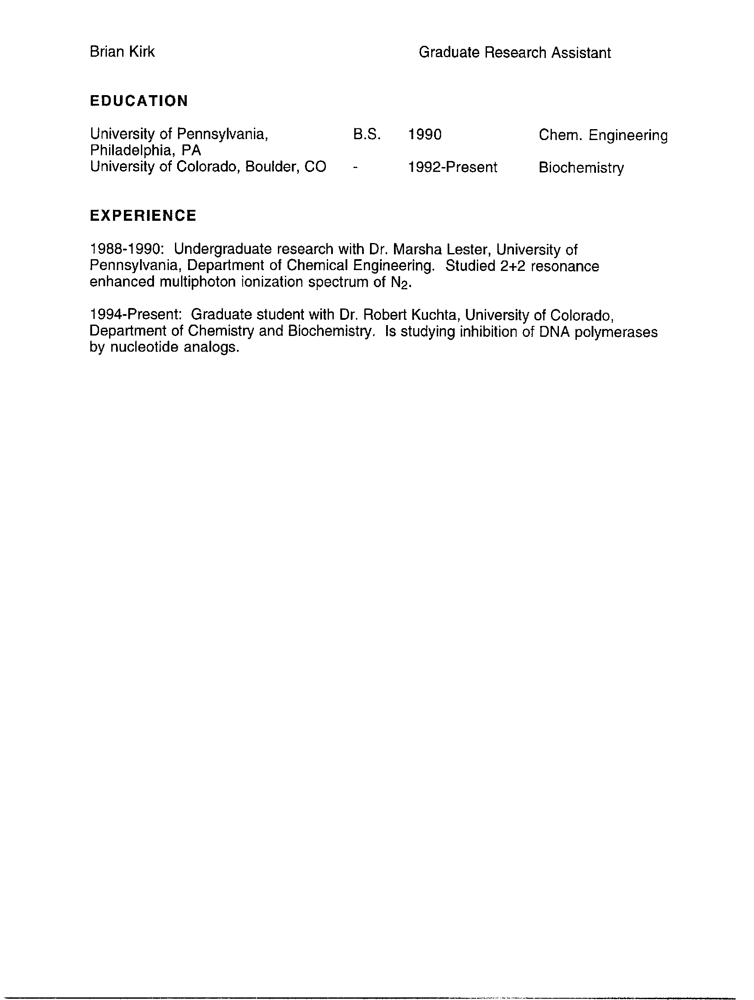 Brian Kirk Graduate Research Assistant
EDUCATION
University of Pennsylvania, B.S. 1990 Chem. Engineering
Philadelphia, PA
University of Colorado, Boulder, CO - 1992-Present Biochemistry
EXPERIENCE
1988-1990: Undergraduate research with Dr. Marsha Lester, University of
Pennsylvania, Department of Chemical Engineering. Studied 2+2 resonance
enhanced multiphoton ionization spectrum of N₂.
1994-Present: Graduate student with Dr. Robert Kuchta, University of Colorado,
Department of Chemistry and Biochemistry. Is studying inhibition of DNA polymerases
by nucleotide analogs.